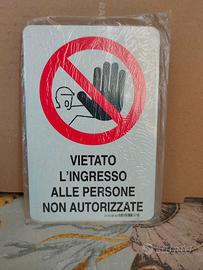 VIETATO
L'INGRESSO
ALLE PERSONE
NON AUTORIZZATE